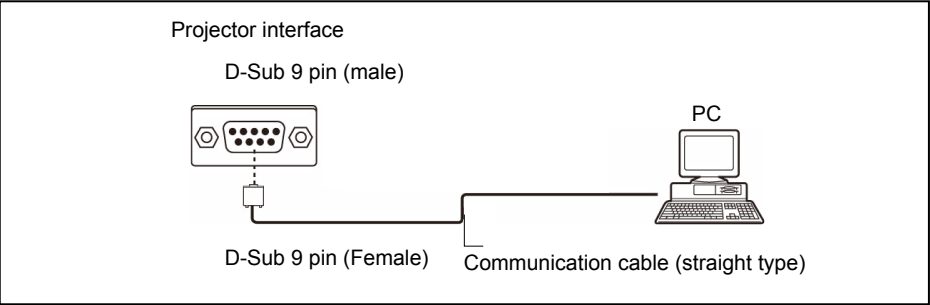 Projector interface
D-Sub 9 pin (male)
PC
D-Sub 9 pin (Female)
Communication cable (straight type)